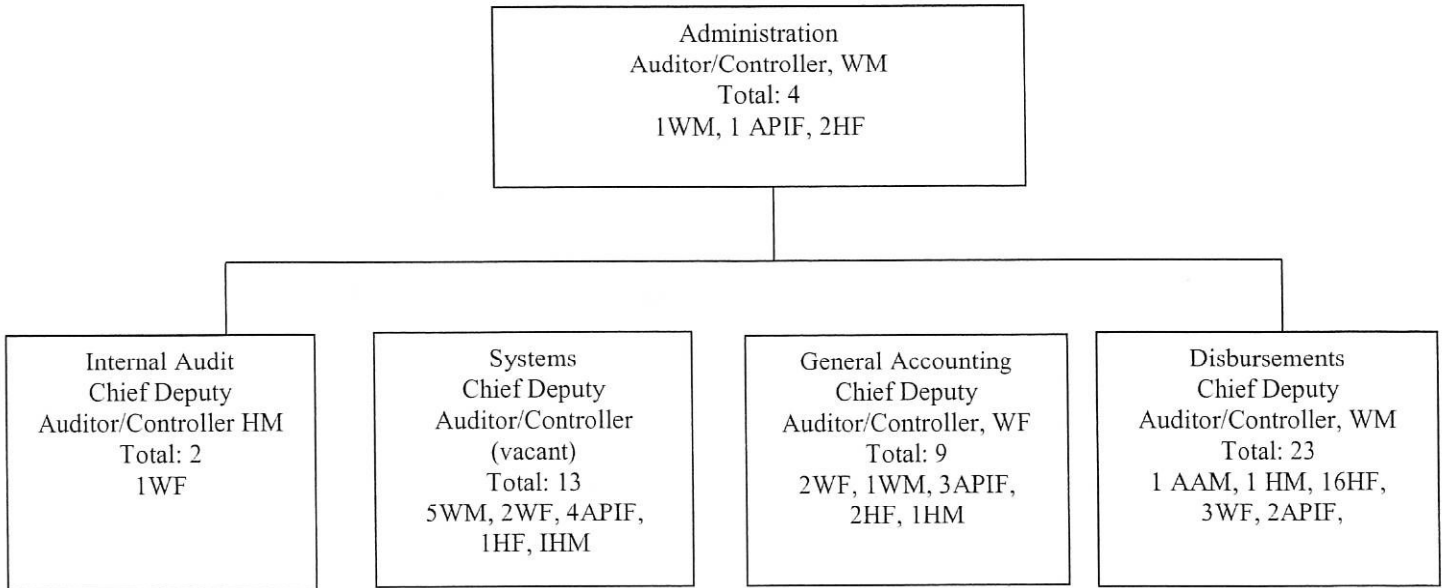 Administration
Auditor/Controller, WM
Total: 4
1WM, 1 APIF, 2HF
Internal Audit
Chief Deputy
Auditor/Controller HM
Total: 2
1WF
Systems
Chief Deputy
Auditor/Controller
(vacant)
Total: 13
5WM, 2WF, 4APIF,
1HF, IHM
General Accounting
Chief Deputy
Auditor/Controller, WF
Total: 9
2WF, 1WM, 3APIF,
2HF, 1HM
Disbursements
Chief Deputy
Auditor/Controller, WM
Total: 23
1 AAM, 1 HM, 16HF,
3WF, 2APIF,